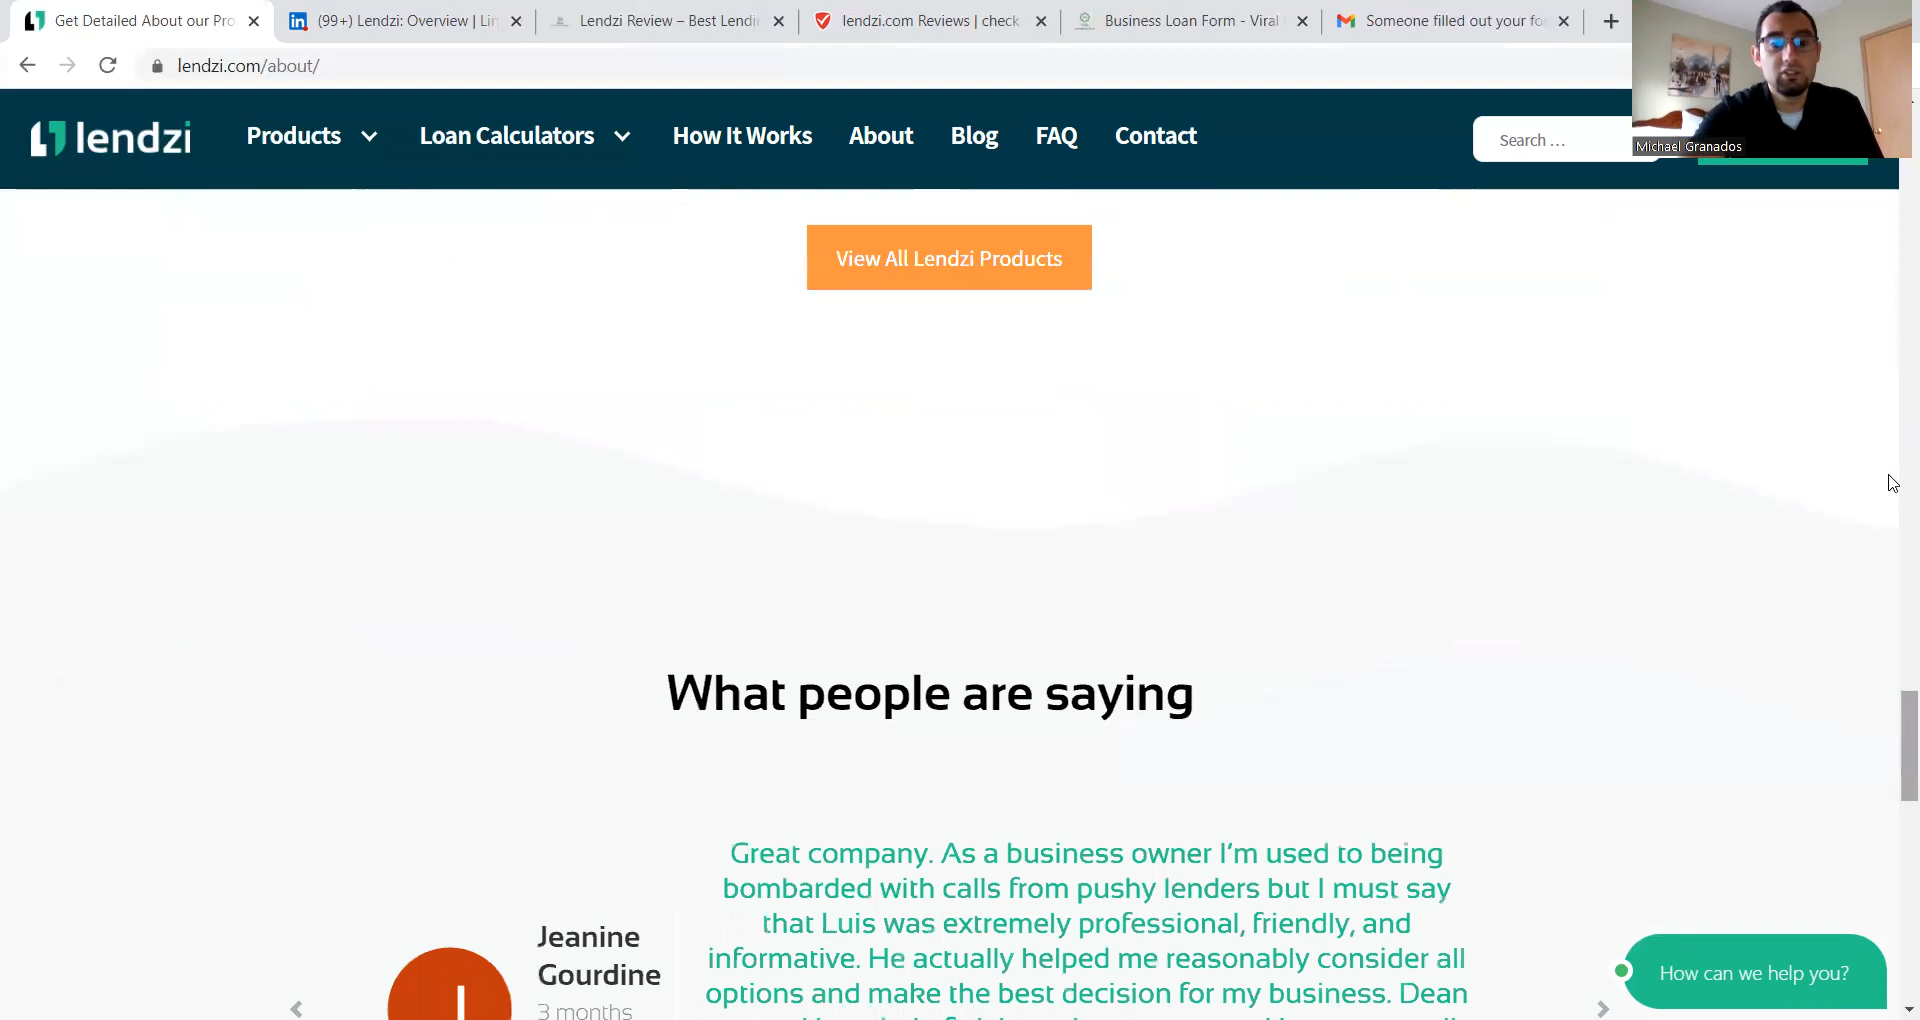 Get Detailed About our Pro
(99+) Lendzi: Overview | Lin
Lendzi Review – Best Lendi
lendzi.com Reviews | check
Business Loan Form - Viral
Someone filled out your fo
lendzi.com/about/
lendzi
Products
Loan Calculators
How It Works
About
Blog
FAQ
Contact
Search ...
Michael Granados
View All Lendzi Products
What people are saying
Great company. As a business owner I'm used to being
bombarded with calls from pushy lenders but I must say
that Luis was extremely professional, friendly, and
informative. He actually helped me reasonably consider all
options and make the best decision for my business. Dean
Jeanine
Gourdine
3 months
How can we help you?